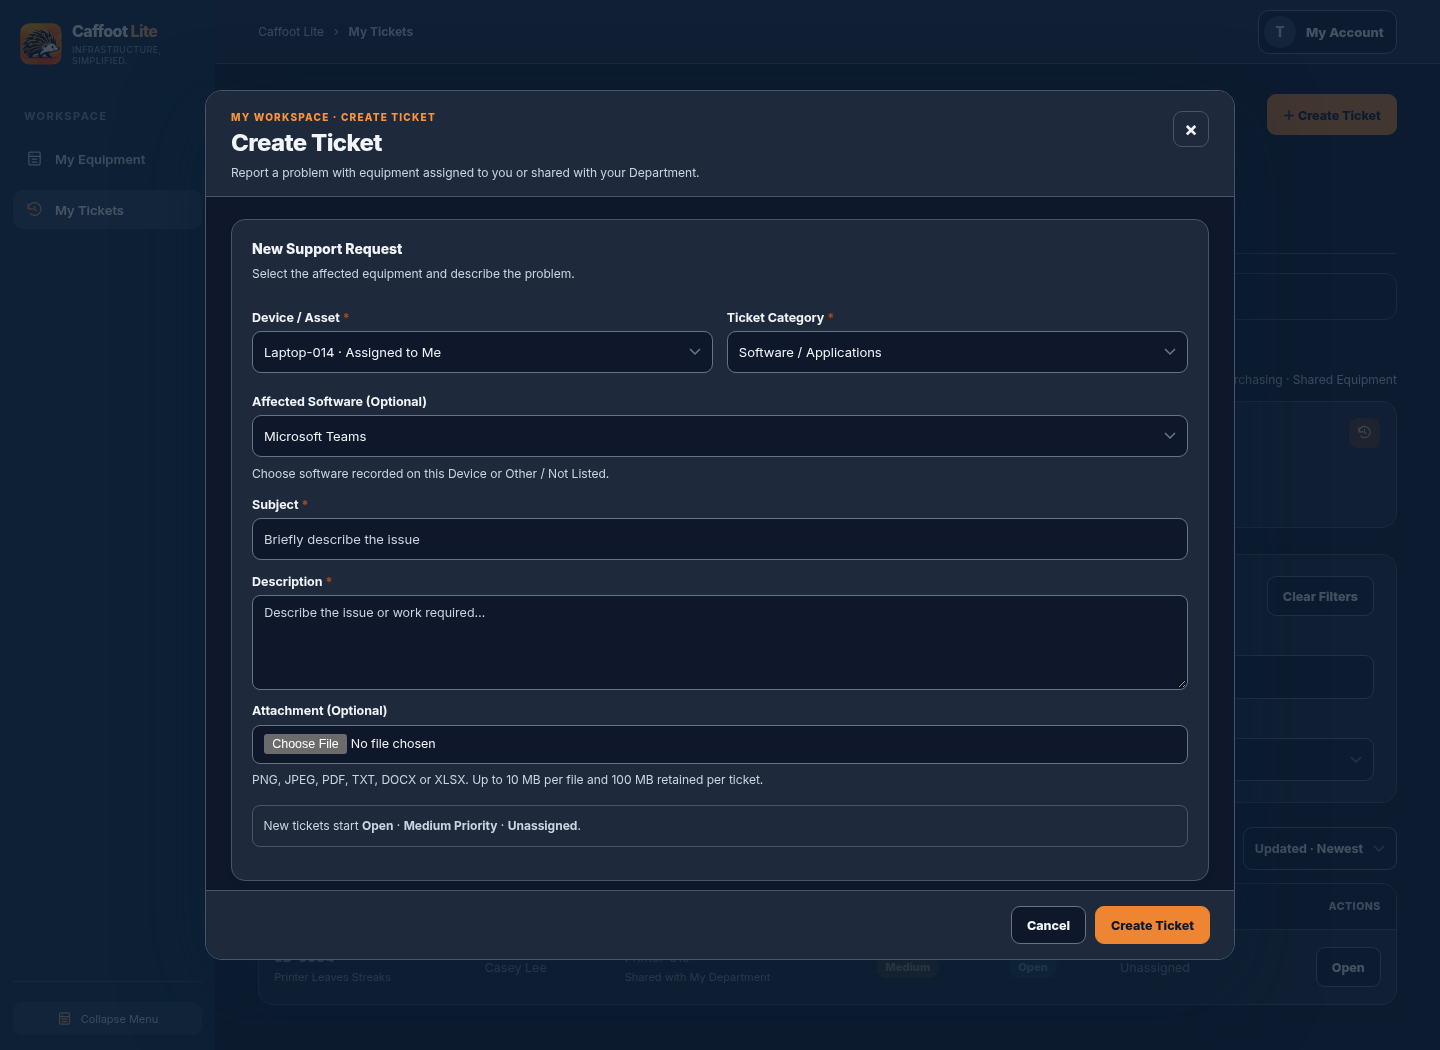 Caffoot Lite
INFRASTRUCTURE,
SIMPLIFIED.
Caffoot Lite › My Tickets
T My Account
WORKSPACE
My Equipment
My Tickets
+ Create Ticket
MY WORKSPACE · CREATE TICKET
Create Ticket
Report a problem with equipment assigned to you or shared with your Department.
×
New Support Request
Select the affected equipment and describe the problem.
Device / Asset *
Laptop-014 · Assigned to Me
Ticket Category *
Software / Applications
Affected Software (Optional)
Microsoft Teams
Choose software recorded on this Device or Other / Not Listed.
Subject *
Briefly describe the issue
Description *
Describe the issue or work required...
Attachment (Optional)
Choose File No file chosen
PNG, JPEG, PDF, TXT, DOCX or XLSX. Up to 10 MB per file and 100 MB retained per ticket.
New tickets start Open · Medium Priority · Unassigned.
Cancel
Create Ticket
rchasing · Shared Equipment
Clear Filters
Updated · Newest
ACTIONS
Printer Leaves Streaks
Casey Lee
Shared with My Department
Medium
Open
Unassigned
Open
Collapse Menu